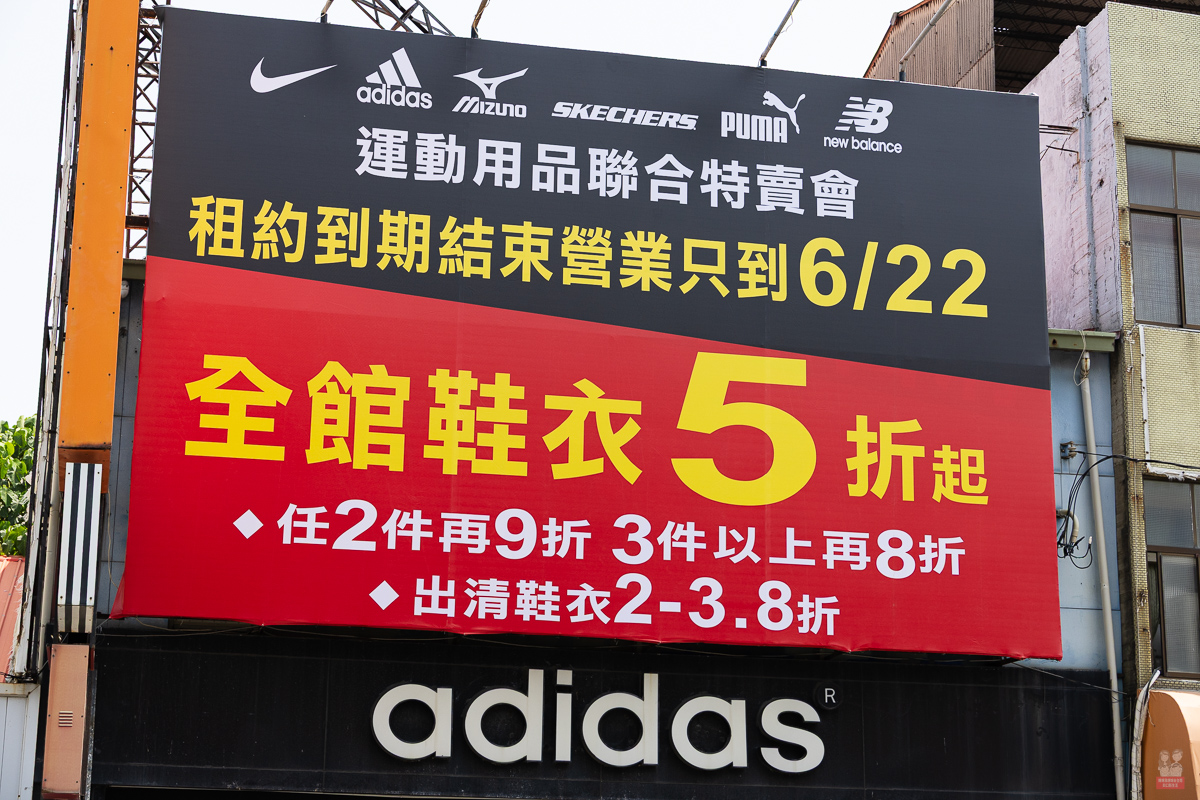 adidas MIZUNO SKECHERS PUMA NB new balance
運動用品聯合特賣會
租約到期結束營業只到6/22
全館鞋衣5折起
◆任2件再9折 3件以上再8折
◆出清鞋衣2-3.8折
adidas®